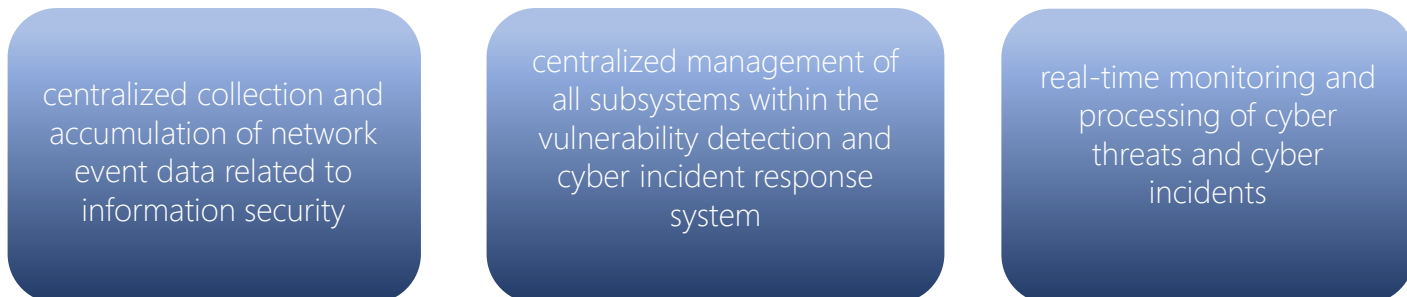 centralized collection and
accumulation of network
event data related to
information security
centralized management of
all subsystems within the
vulnerability detection and
cyber incident response
system
real-time monitoring and
processing of cyber
threats and cyber
incidents